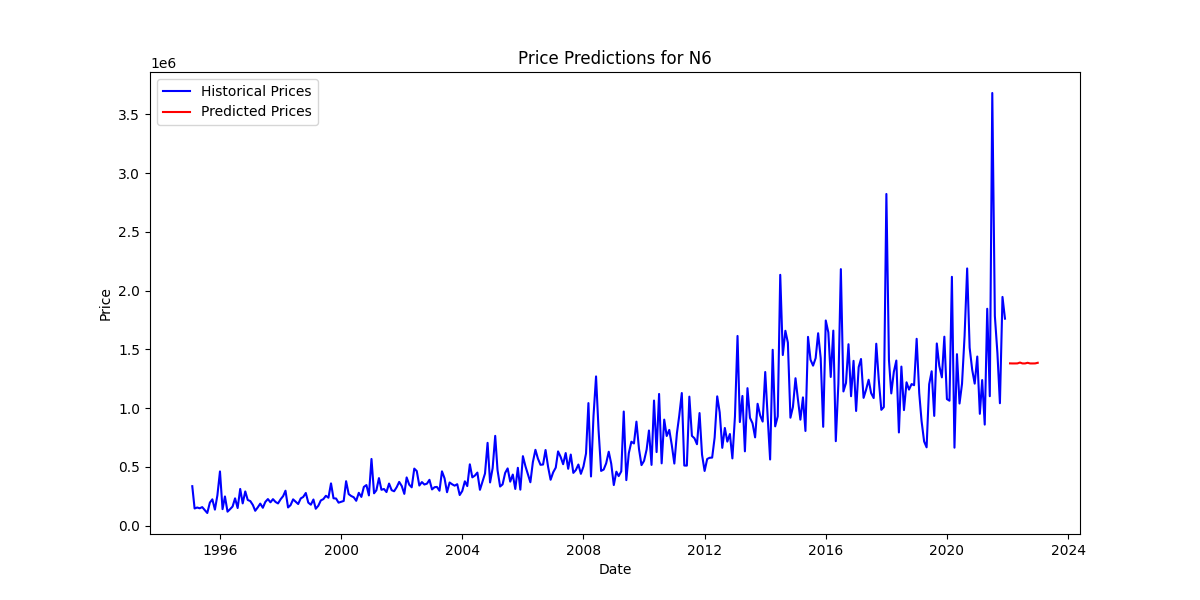 Price Predictions for N6
1e6
Historical Prices
Predicted Prices
3.5
3.0
2.5
2.0
1.5
1.0
0.5
0.0
Price
1996 2000 2004 2008 2012 2016 2020 2024
Date